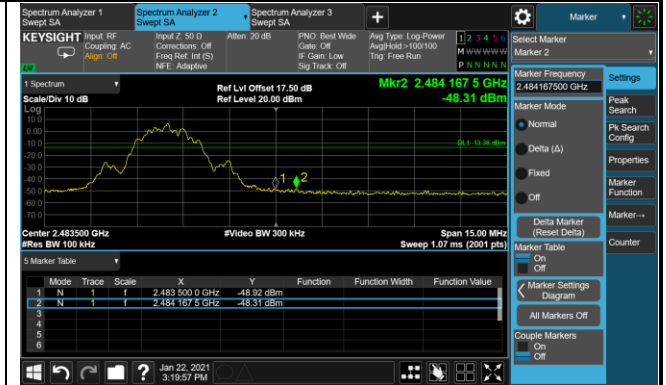 Spectrum Analyzer 1
Swept SA
Spectrum Analyzer 2
Swept SA
Spectrum Analyzer 3
Swept SA
+
Marker
KEYSIGHT
Input: RF
Coupling: AC
Align: Off
Input Z: 50 Ω
Corrections: Off
Freq Ref: Int (S)
NFE: Adaptive
Atten: 20 dB
PNO: Best Wide
Gate: Off
IF Gain: Low
Sig Track: Off
Avg Type: Log-Power
Avg|Hold:>100/100
Trig: Free Run
1 2 3 4 5 6
M W W W W W
P N N N N N
LXI
Select Marker
Marker 2
1 Spectrum
Scale/Div 10 dB
Ref Lvl Offset 17.50 dB
Ref Level 20.00 dBm
Mkr2 2.484 167 5 GHz
-48.31 dBm
Log
10.0
0.00
-10.0
-20.0
-30.0
-40.0
-50.0
-60.0
-70.0
DL1 -13.38 dBm
1
2
Center 2.483500 GHz
#Res BW 100 kHz
#Video BW 300 kHz
Span 15.00 MHz
Sweep 1.07 ms (2001 pts)
5 Marker Table
Mode Trace Scale X Y Function Function Width Function Value
1 N 1 f 2.483 500 0 GHz -48.92 dBm
2 N 1 f 2.484 167 5 GHz -48.31 dBm
3
4
5
6
Marker Frequency
2.484167500 GHz
Marker Mode
Normal
Delta (Δ)
Fixed
Off
Delta Marker
(Reset Delta)
Marker Table
On
Off
Marker Settings
Diagram
All Markers Off
Couple Markers
On
Off
Settings
Peak
Search
Pk Search
Config
Properties
Marker
Function
Marker→
Counter
?
Jan 22, 2021
3:19:57 PM